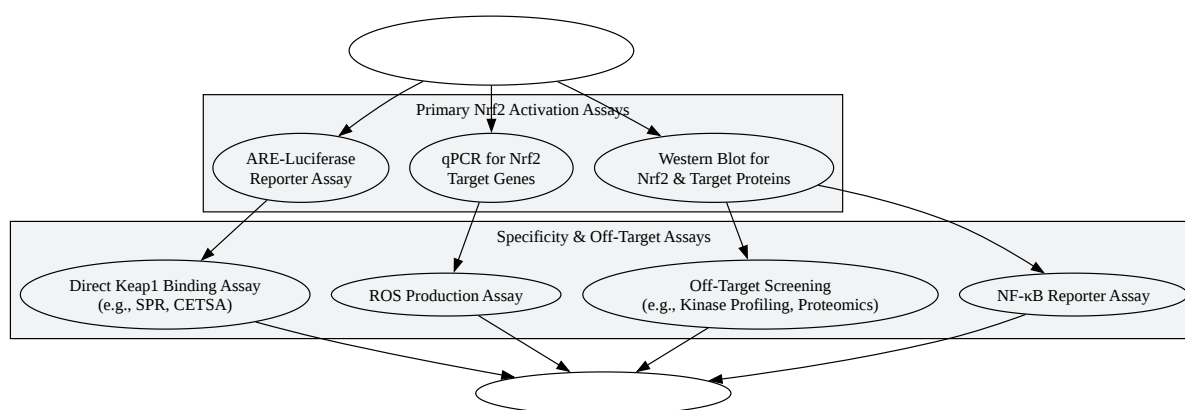 Primary Nrf2 Activation Assays
ARE-Luciferase
Reporter Assay
qPCR for Nrf2
Target Genes
Western Blot for
Nrf2 & Target Proteins
Specificity & Off-Target Assays
Direct Keap1 Binding Assay
(e.g., SPR, CETSA)
ROS Production Assay
Off-Target Screening
(e.g., Kinase Profiling, Proteomics)
NF-κB Reporter Assay